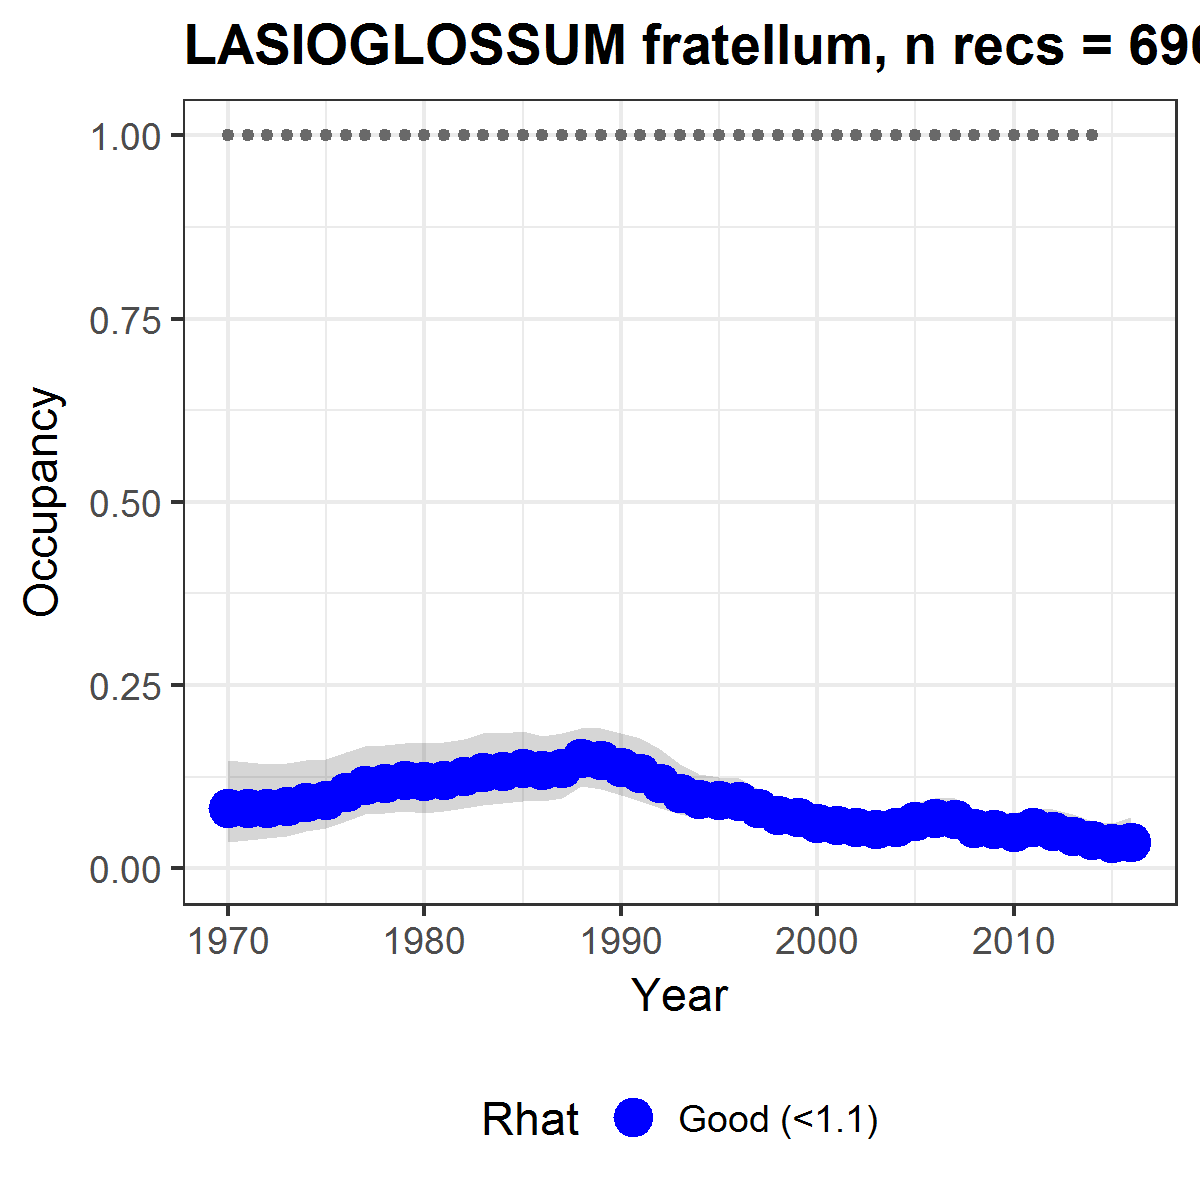 LASIOGLOSSUM fratellum, n recs = 690
1.00
0.75
0.50
0.25
0.00
Occupancy
1970 1980 1990 2000 2010
Year
Rhat Good (<1.1)